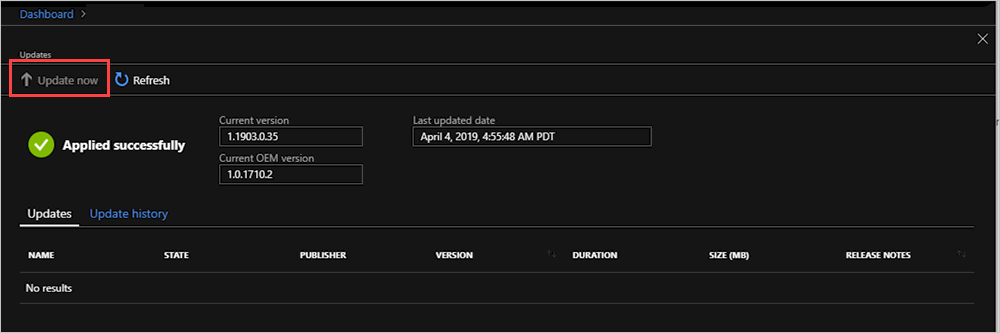 Dashboard >
Updates
Update now Refresh
Current version Last updated date
Applied successfully 1.1903.0.35 April 4, 2019, 4:55:48 AM PDT
Current OEM version
1.0.1710.2
Updates Update history
NAME STATE PUBLISHER VERSION DURATION SIZE (MB) RELEASE NOTES
No results